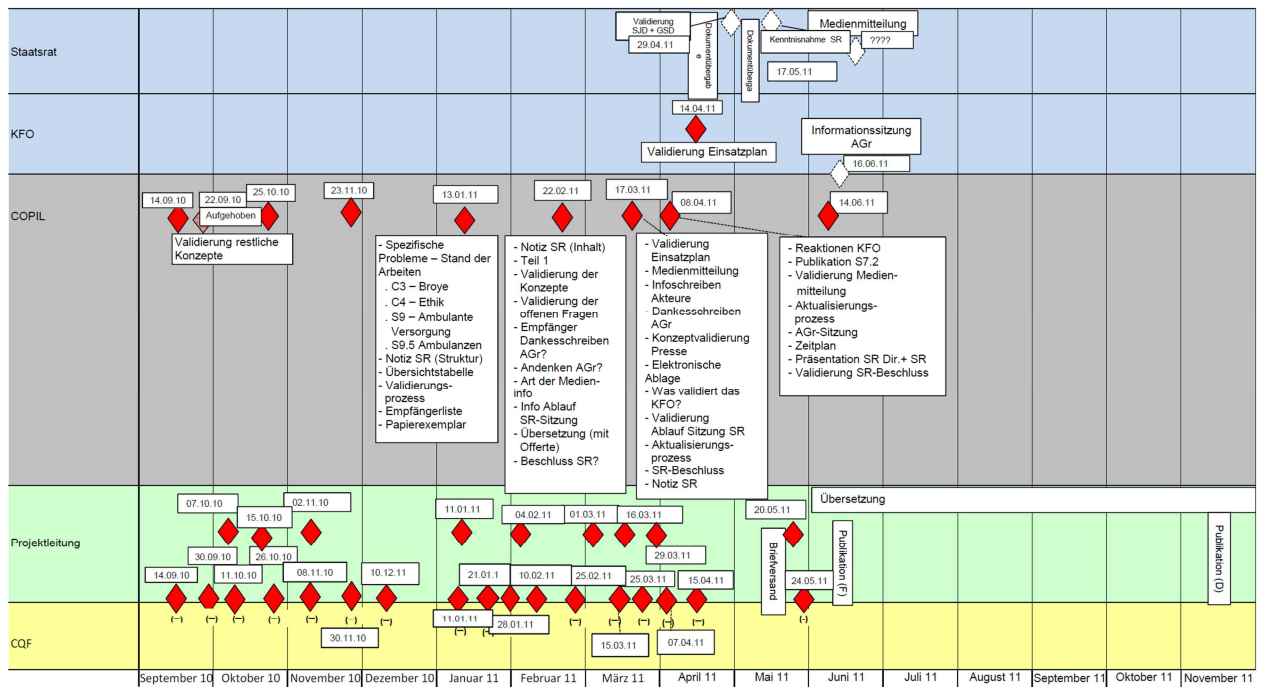 Staatsrat
Validierung
SJD + GSD
29.04.11
Dokumentübergab
e
Dokumentüberga
Medienmitteilung
Kenntnisnahme SR
????
17.05.11
KFO
14.04.11
Validierung Einsatzplan
Informationssitzung
AGr
16.06.11
COPIL
14.09.10
22.09.10
Aufgehoben
25.10.10
23.11.10
13.01.11
22.02.11
17.03.11
08.04.11
14.06.11
Validierung restliche
Konzepte
- Spezifische
Probleme – Stand der
Arbeiten
. C3 – Broye
. C4 – Ethik
. S9 – Ambulante
Versorgung
. S9.5 Ambulanzen
- Notiz SR (Struktur)
- Übersichtstabelle
- Validierungs-
prozess
- Empfängerliste
- Papierexemplar
- Notiz SR (Inhalt)
- Teil 1
- Validierung der
Konzepte
- Validierung der
offenen Fragen
- Empfänger
Dankesschreiben
AGr?
- Andenken AGr?
- Art der Medien-
info
- Info Ablauf
SR-Sitzung
- Übersetzung (mit
Offerte)
- Beschluss SR?
- Validierung
Einsatzplan
- Medienmitteilung
- Infoschreiben
Akteure
- Dankesschreiben
AGr
- Konzeptvalidierung
Presse
- Elektronische
Ablage
- Was validiert das
KFO?
- Validierung
Ablauf Sitzung SR
- Aktualisierungs-
prozess
- SR-Beschluss
- Notiz SR
- Reaktionen KFO
- Publikation S7.2
- Validierung Medien-
mitteilung
- Aktualisierungs-
prozess
- AGr-Sitzung
- Zeitplan
- Präsentation SR Dir.+ SR
- Validierung SR-Beschluss
Projektleitung
07.10.10
15.10.10
02.11.10
11.01.11
04.02.11
01.03.11
16.03.11
29.03.11
20.05.11
Übersetzung
14.09.10
30.09.10
11.10.10
26.10.10
08.11.10
10.12.11
21.01.1
10.02.11
25.02.11
25.03.11
15.04.11
24.05.11
Briefversand
Publikation (F)
Publikation (D)
CQF
(–)
(–)
(–)
(–)
(–)
(–)
(–)
(–)
(–)
(–)
(–)
(–)
(–)
(–)
(-)
30.11.10
11.01.11
28.01.11
15.03.11
07.04.11
September 10
Oktober 10
November 10
Dezember 10
Januar 11
Februar 11
März 11
April 11
Mai 11
Juni 11
Juli 11
August 11
September 11
Oktober 11
November 11